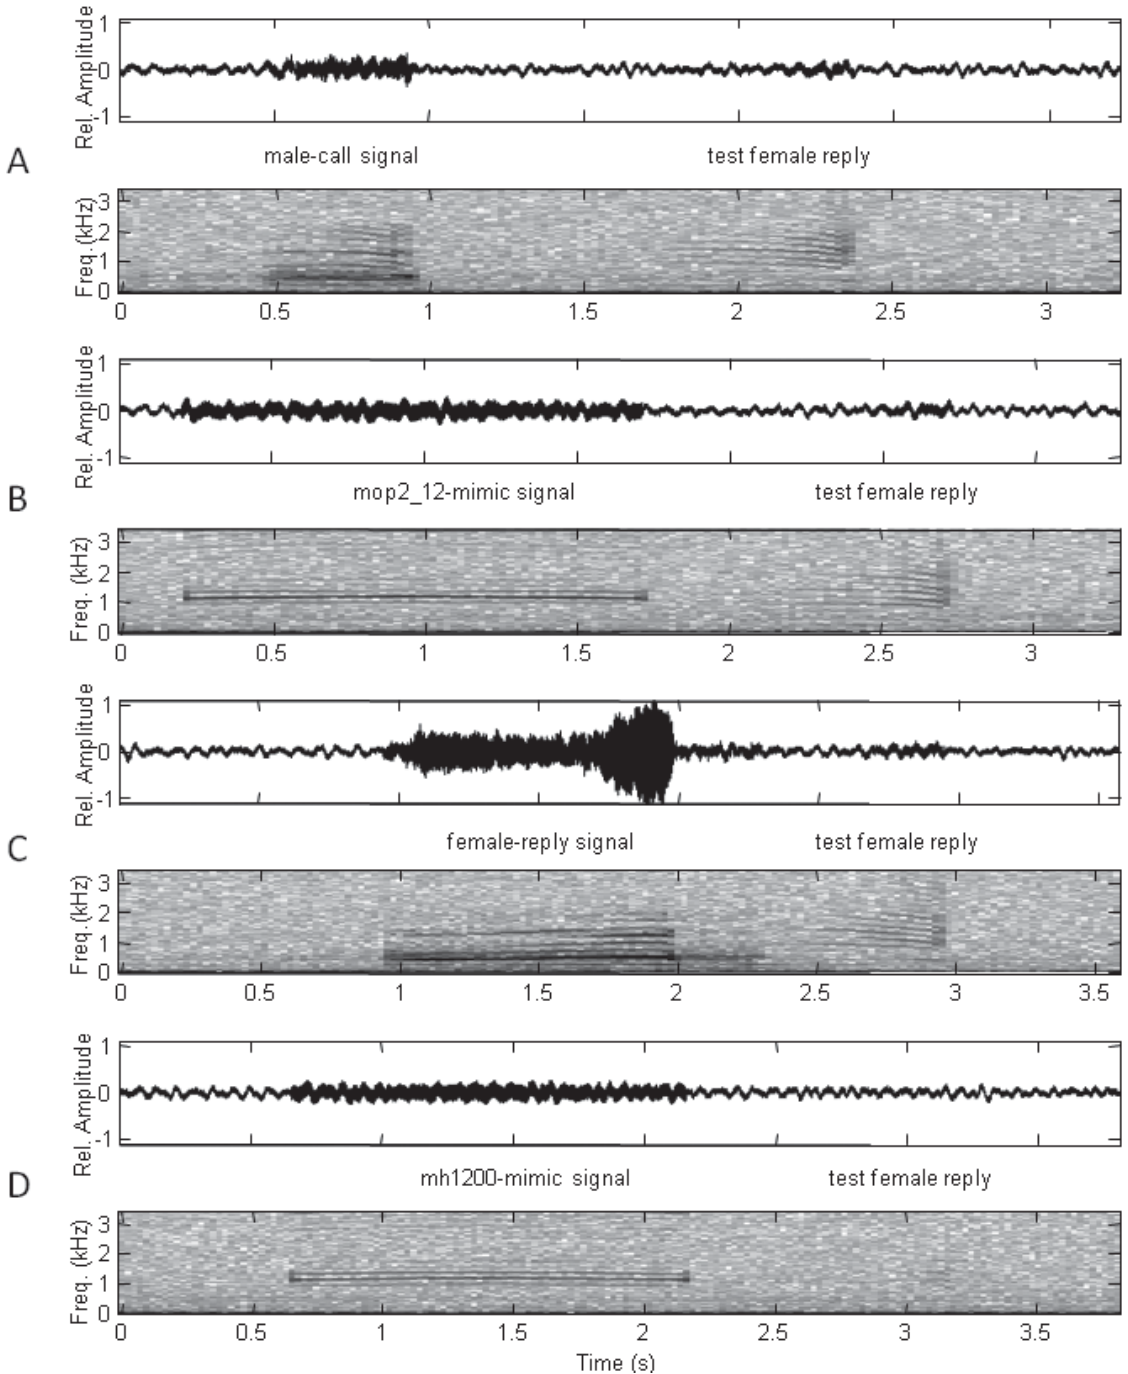 A
Rel. Amplitude
1
0
-1
male-call signal test female reply
Freq.(kHz)
3
2
1
0
0 0.5 1 1.5 2 2.5 3
B
Rel. Amplitude
1
0
-1
mop2_12-mimic signal test female reply
Freq. (kHz)
3
2
1
0
0 0.5 1 1.5 2 2.5 3
C
Rel. Amplitude
1
0
-1
female-reply signal test female reply
Freq.(kHz)
3
2
1
0
0 0.5 1 1.5 2 2.5 3 3.5
D
Rel. Amplitude
1
0
-1
mh1200-mimic signal test female reply
Freq. (kHz)
3
2
1
0
0 0.5 1 1.5 2 2.5 3 3.5
Time (s)